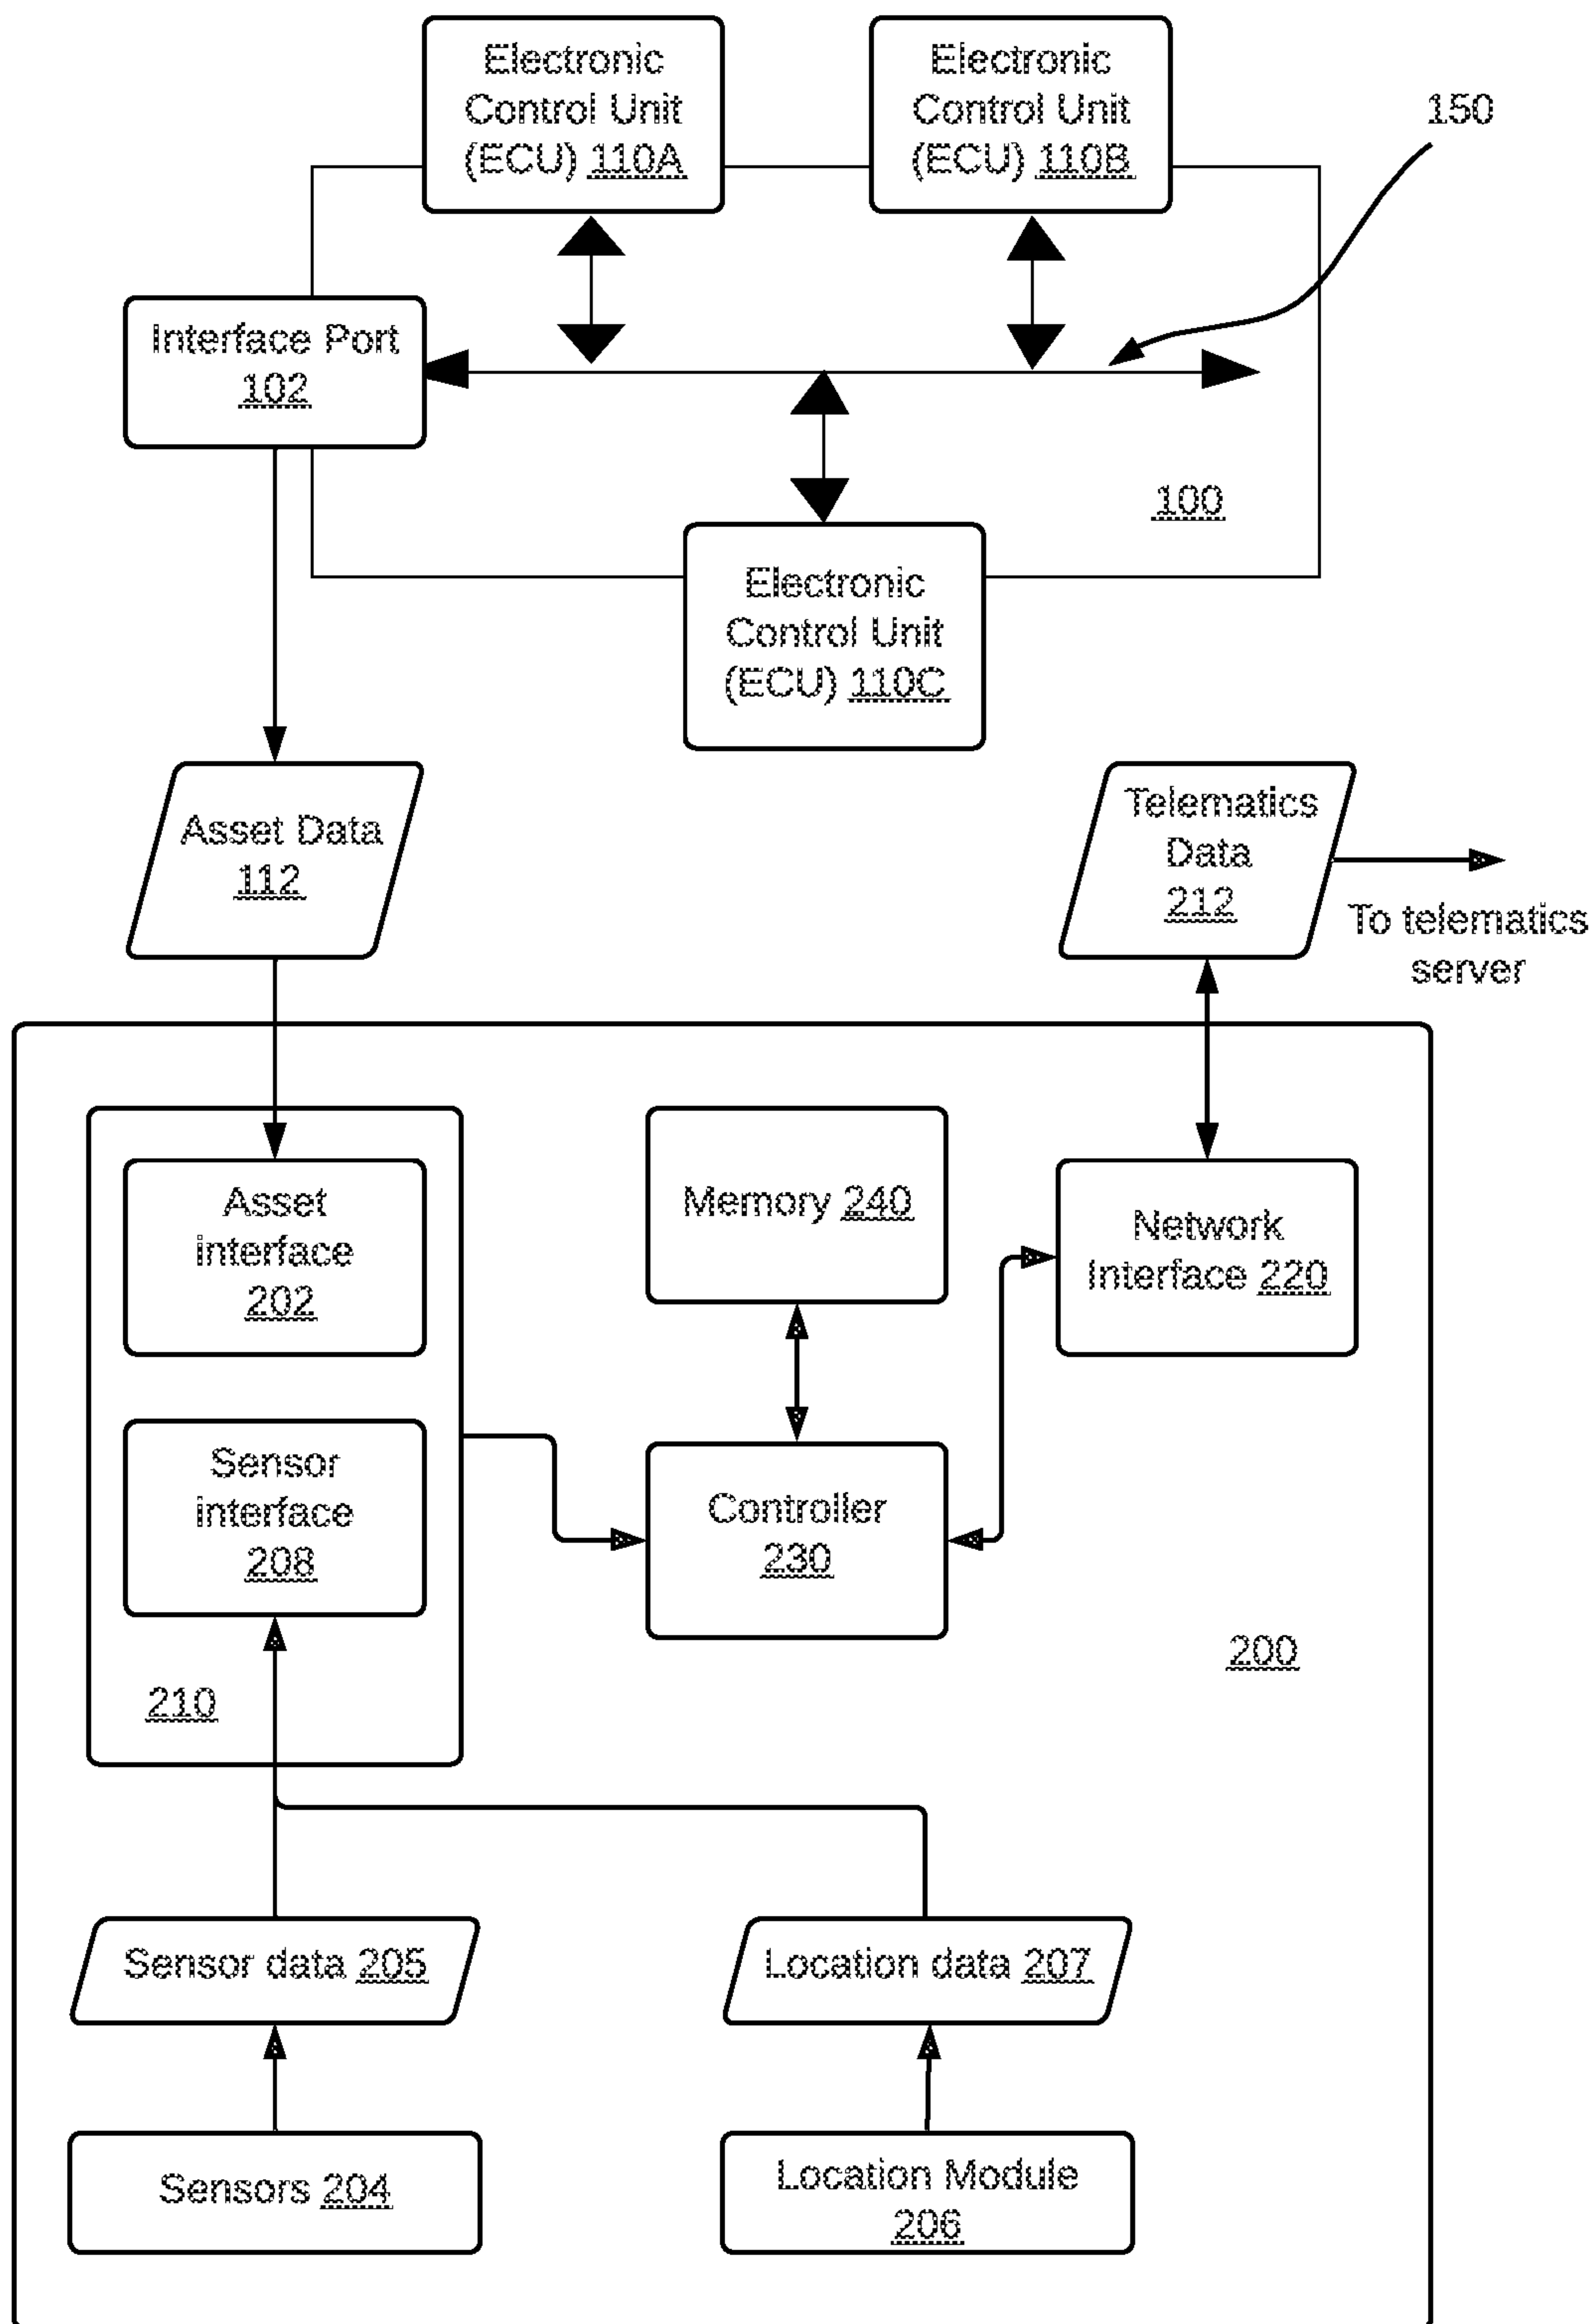 Electronic
Control Unit
(ECU) 110A
Electronic
Control Unit
(ECU) 110B
150
Interface Port
102
100
Electronic
Control Unit
(ECU) 110C
Asset Data
112
Telematics
Data
212
To telematics
server
Asset
interface
202
Memory 240
Network
Interface 220
Sensor
interface
208
Controller
230
200
210
Sensor data 205
Location data 207
Sensors 204
Location Module
206